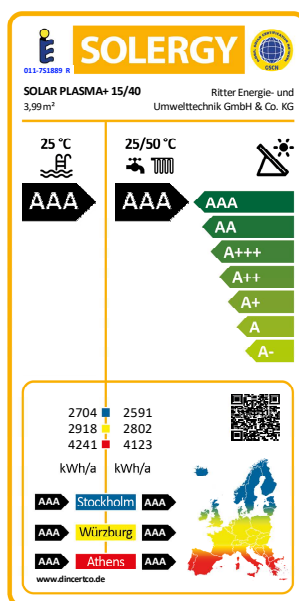 SOLERGY
011-7S1889 R
SOLAR PLASMA+ 15/40
3,99 m²
Ritter Energie- und
Umwelttechnik GmbH & Co. KG
25 °C
25/50 °C
AAA
AAA
AAA
AA
A+++
A++
A+
A
A-
2704 2591
2918 2802
4241 4123
kWh/a kWh/a
AAA Stockholm AAA
AAA Würzburg AAA
AAA Athens AAA
www.dincertco.de